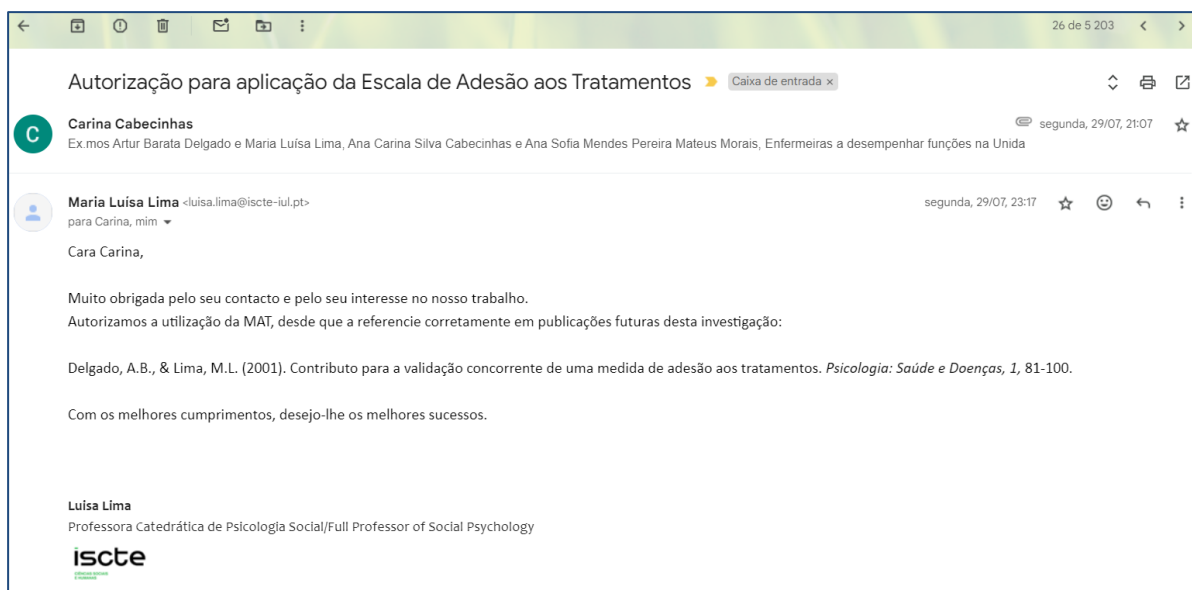 26 de 5 203
Autorização para aplicação da Escala de Adesão aos Tratamentos Caixa de entrada ×
C
Carina Cabecinhas segunda, 29/07, 21:07
Ex.mos Artur Barata Delgado e Maria Luísa Lima, Ana Carina Silva Cabecinhas e Ana Sofia Mendes Pereira Mateus Morais, Enfermeiras a desempenhar funções na Unida
Maria Luísa Lima <luisa.lima@iscte-iul.pt> segunda, 29/07, 23:17
para Carina, mim
Cara Carina,
Muito obrigada pelo seu contacto e pelo seu interesse no nosso trabalho.
Autorizamos a utilização da MAT, desde que a referencie corretamente em publicações futuras desta investigação:
Delgado, A.B., & Lima, M.L. (2001). Contributo para a validação concorrente de uma medida de adesão aos tratamentos. Psicologia: Saúde e Doenças, 1, 81-100.
Com os melhores cumprimentos, desejo-lhe os melhores sucessos.
Luisa Lima
Professora Catedrática de Psicologia Social/Full Professor of Social Psychology
iscte